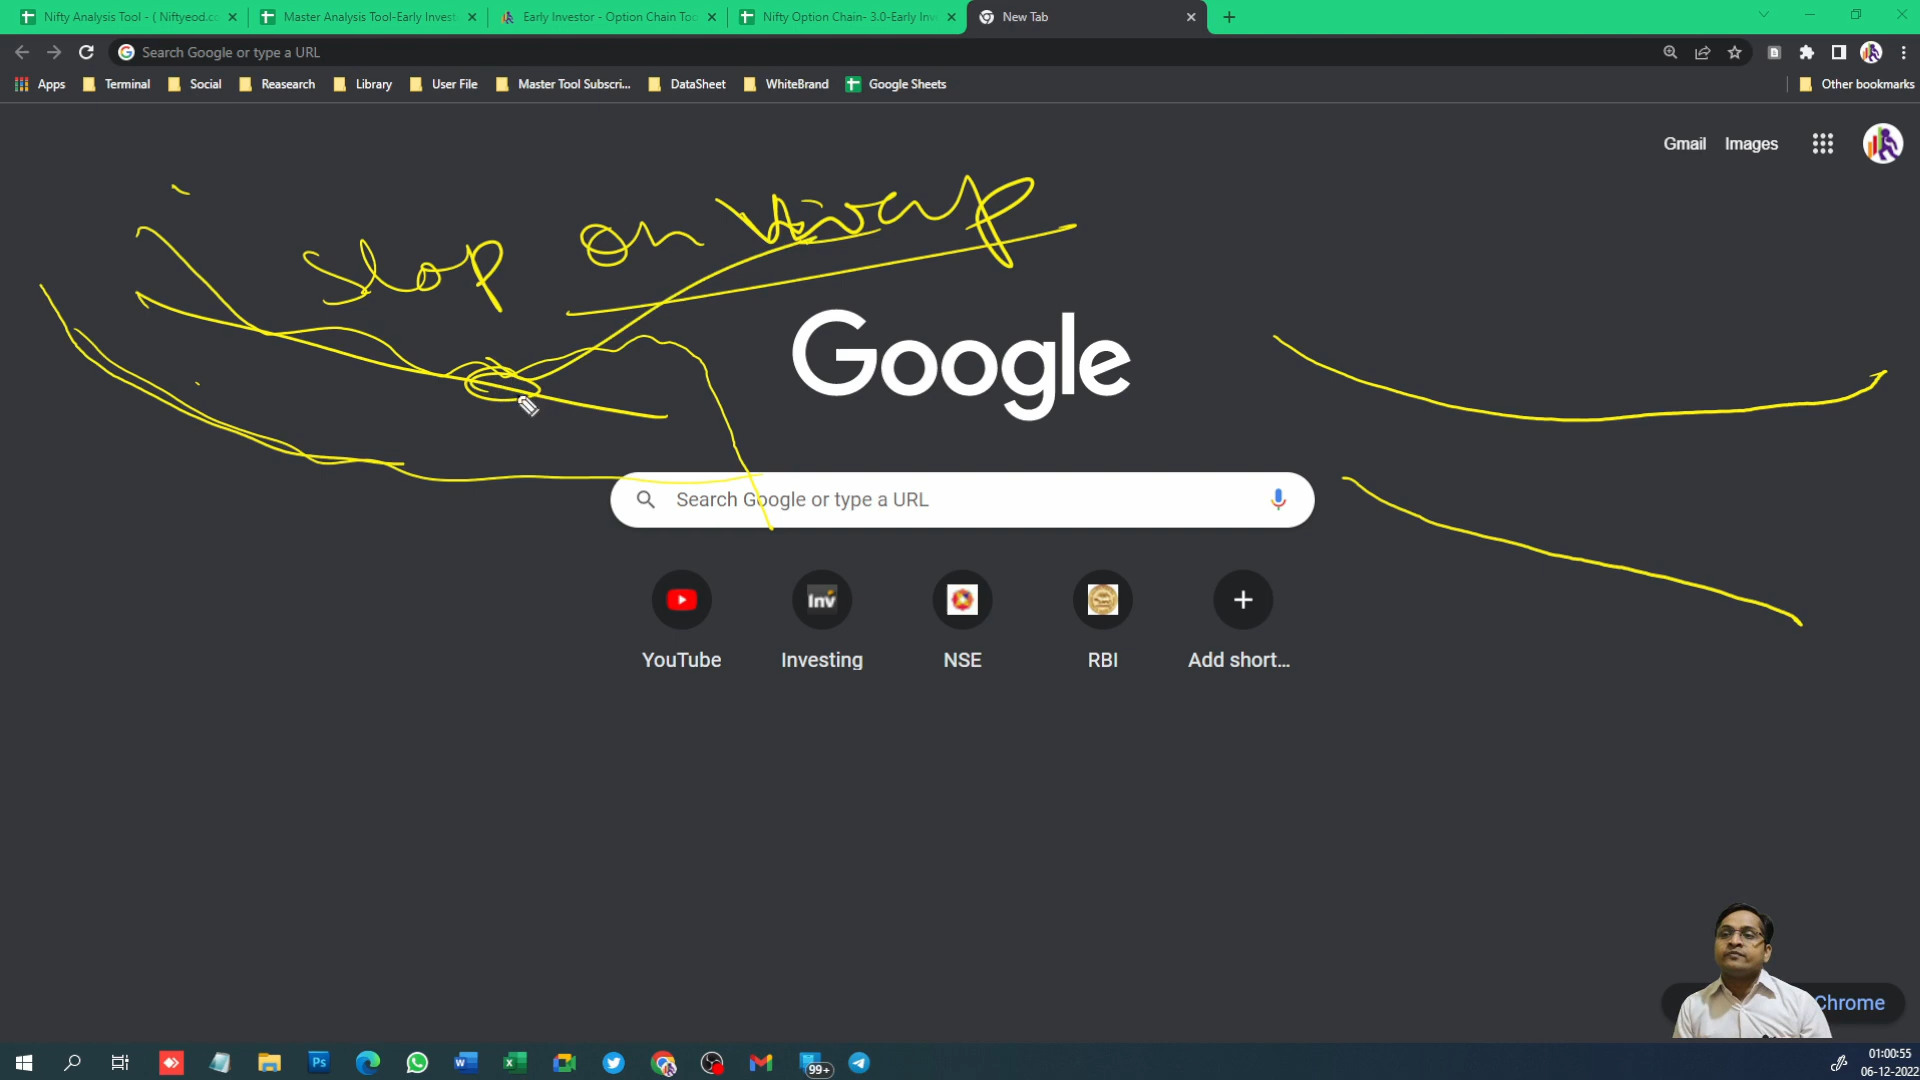 Nifty Analysis Tool - ( Niftyeod.cc
Master Analysis Tool-Early Invest
Early Investor - Option Chain Too
Nifty Option Chain- 3.0-Early Inv
New Tab
Search Google or type a URL
Apps Terminal Social Reasearch Library User File Master Tool Subscri... DataSheet WhiteBrand Google Sheets Other bookmarks
Gmail Images
on
Google
Search Google or type a URL
Inv
YouTube Investing NSE RBI Add short...
Chrome
Ps
99+
01:00:55
06-12-2022